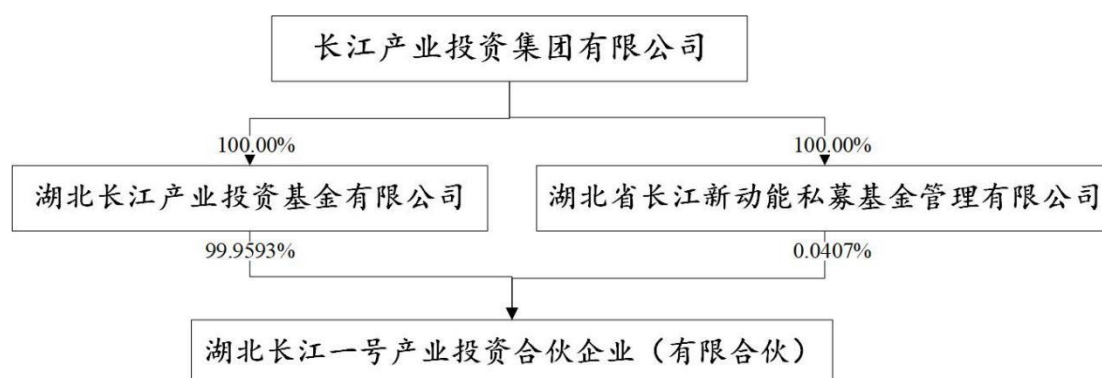 长江产业投资集团有限公司
100.00%
100.00%
湖北长江产业投资基金有限公司
湖北省长江新动能私募基金管理有限公司
99.9593%
0.0407%
湖北长江一号产业投资合伙企业（有限合伙）